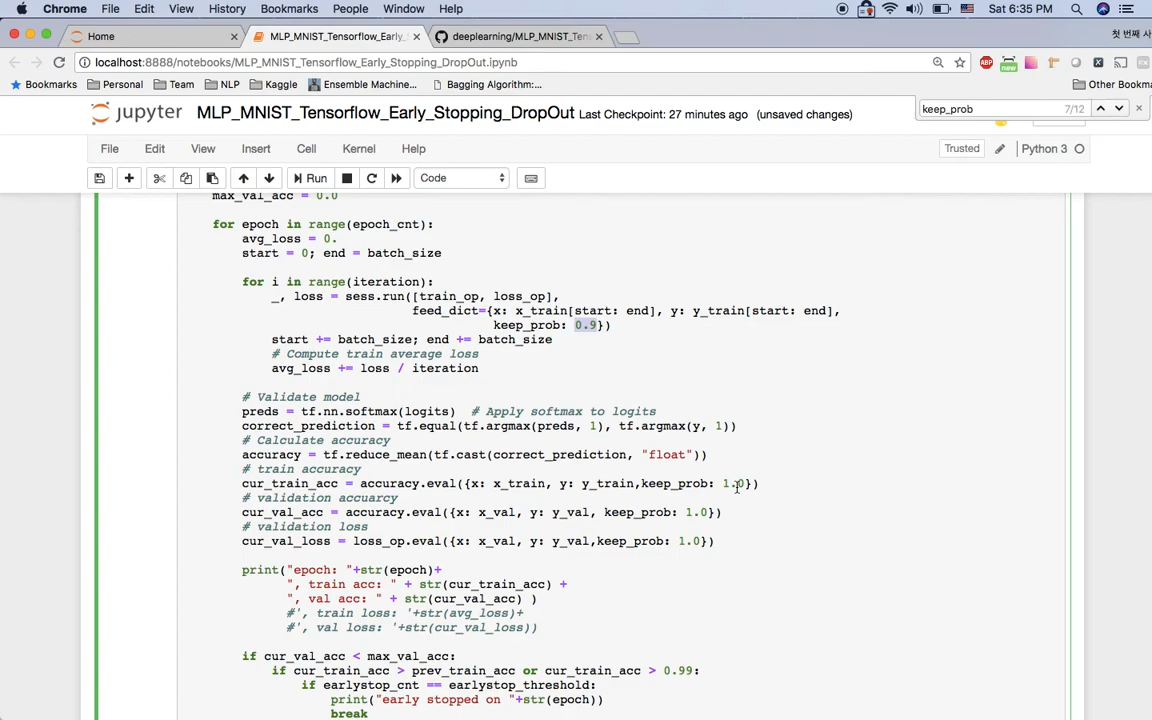 Chrome File Edit View History Bookmarks People Window Help Sat 6:35 PM
Home MLP_MNIST_Tensorflow_Early_S deeplearning/MLP_MNIST_Tens 첫 번째 사
localhost:8888/notebooks/MLP_MNIST_Tensorflow_Early_Stopping_DropOut.ipynb ABP new
Bookmarks Personal Team NLP Kaggle Ensemble Machine... Bagging Algorithm:... Other Bookma
jupyter MLP_MNIST_Tensorflow_Early_Stopping_DropOut Last Checkpoint: 27 minutes ago (unsaved changes) keep_prob 7/12
File Edit View Insert Cell Kernel Help Trusted Python 3
Run Code
max_val_acc = 0.0
for epoch in range(epoch_cnt):
avg_loss = 0.
start = 0; end = batch_size
for i in range(iteration):
_, loss = sess.run([train_op, loss_op],
feed_dict={x: x_train[start: end], y: y_train[start: end],
keep_prob: 0.9})
start += batch_size; end += batch_size
# Compute train average loss
avg_loss += loss / iteration
# Validate model
preds = tf.nn.softmax(logits)  # Apply softmax to logits
correct_prediction = tf.equal(tf.argmax(preds, 1), tf.argmax(y, 1))
# Calculate accuracy
accuracy = tf.reduce_mean(tf.cast(correct_prediction, "float"))
# train accuracy
cur_train_acc = accuracy.eval({x: x_train, y: y_train,keep_prob: 1.0})
# validation accuarcy
cur_val_acc = accuracy.eval({x: x_val, y: y_val, keep_prob: 1.0})
# validation loss
cur_val_loss = loss_op.eval({x: x_val, y: y_val,keep_prob: 1.0})
print("epoch: "+str(epoch)+
", train acc: " + str(cur_train_acc) +
", val acc: " + str(cur_val_acc) )
#', train loss: '+str(avg_loss)+
#', val loss: '+str(cur_val_loss))
if cur_val_acc < max_val_acc:
if cur_train_acc > prev_train_acc or cur_train_acc > 0.99:
if earlystop_cnt == earlystop_threshold:
print("early stopped on "+str(epoch))
break